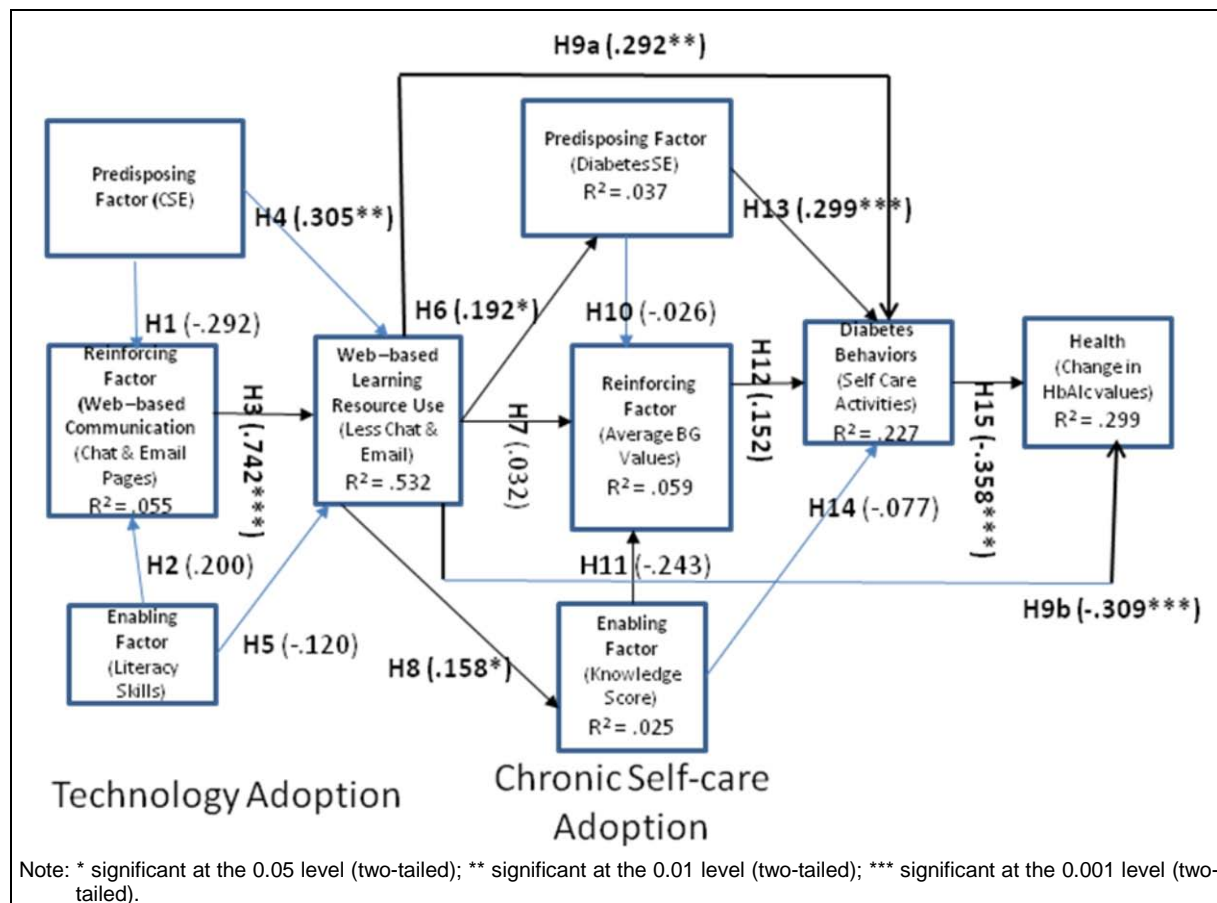 H9a (.292**)
Predisposing
Factor (CSE)
H4 (.305**)
Predisposing Factor
(DiabetesSE)
R² = .037
H13 (.299***)
H1 (-.292)
H6 (.192*)
H10 (-.026)
Reinforcing
Factor
(Web-based
Communication)
(Chat & Email
Pages)
R² = .055
H3 (.742***)
Web–based
Learning
Resource Use
(Less Chat &
Email)
R² = .532
H7 (.032)
Reinforcing
Factor
(Average BG
Values)
R² = .059
H12 (.152)
Diabetes
Behaviors
(Self Care
Activities)
R² = .227
H15 (-.358***)
Health
(Change in
HbAlc values)
R² = .299
H14 (-.077)
H2 (.200)
H11 (-.243)
H9b (-.309***)
Enabling
Factor
(Literacy
Skills)
H5 (-.120)
H8 (.158*)
Enabling
Factor
(Knowledge
Score)
R² = .025
Technology Adoption
Chronic Self-care
Adoption
Note: * significant at the 0.05 level (two-tailed); ** significant at the 0.01 level (two-tailed); *** significant at the 0.001 level (two-
tailed).